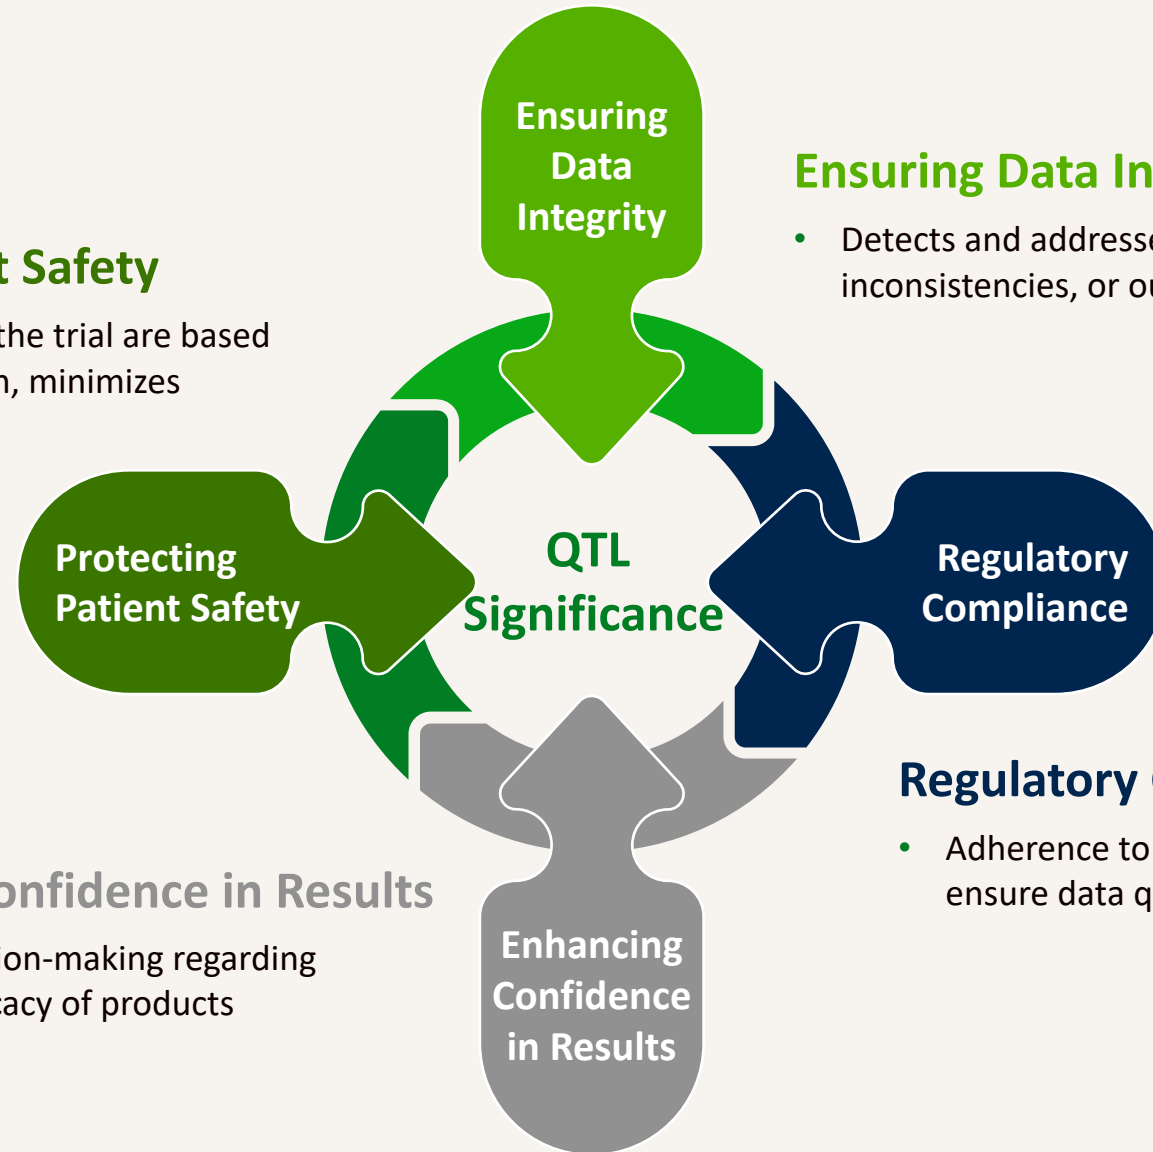 Ensuring
Data
Integrity
Ensuring Data In
• Detects and addresse
inconsistencies, or ou
t Safety
the trial are based
n, minimizes
Protecting
Patient Safety
QTL
Significance
Regulatory
Compliance
Regulatory
• Adherence to
ensure data q
onfidence in Results
ion-making regarding
cacy of products
Enhancing
Confidence
in Results